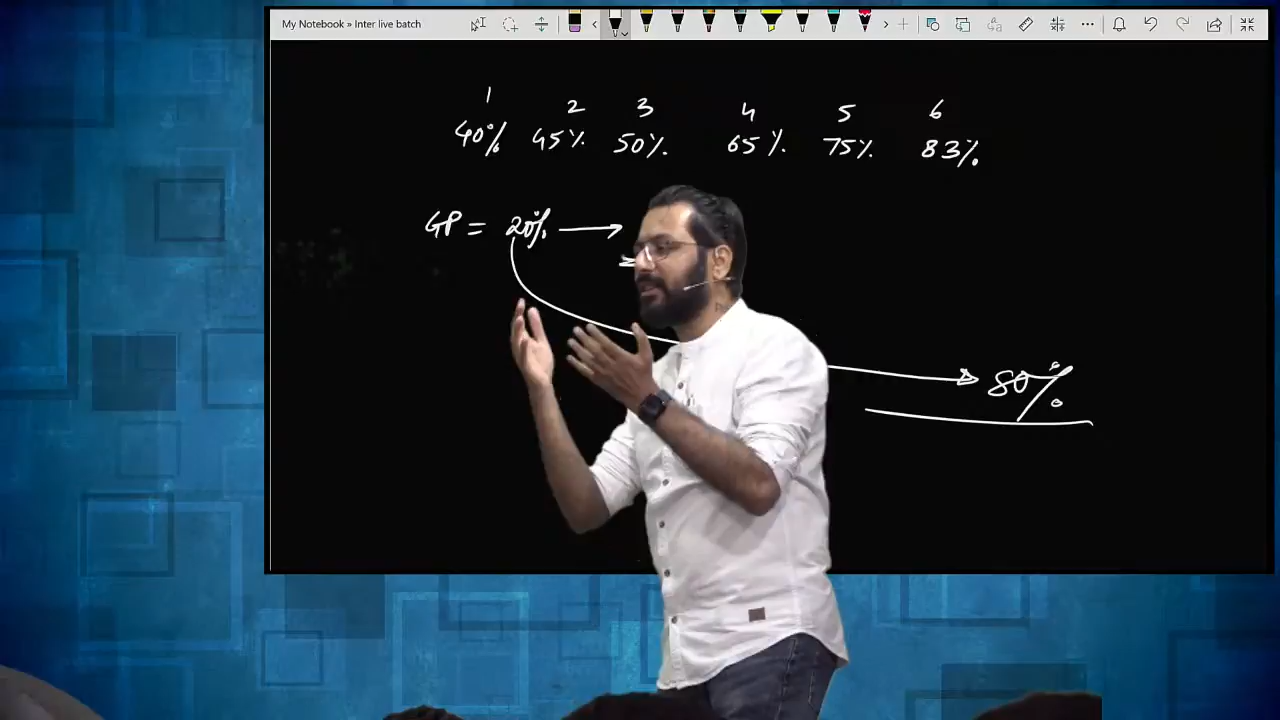 My Notebook » Inter live batch
1 2 3 4 5 6
40% 45% 50% 65% 75% 83%
GP = 20%
80%